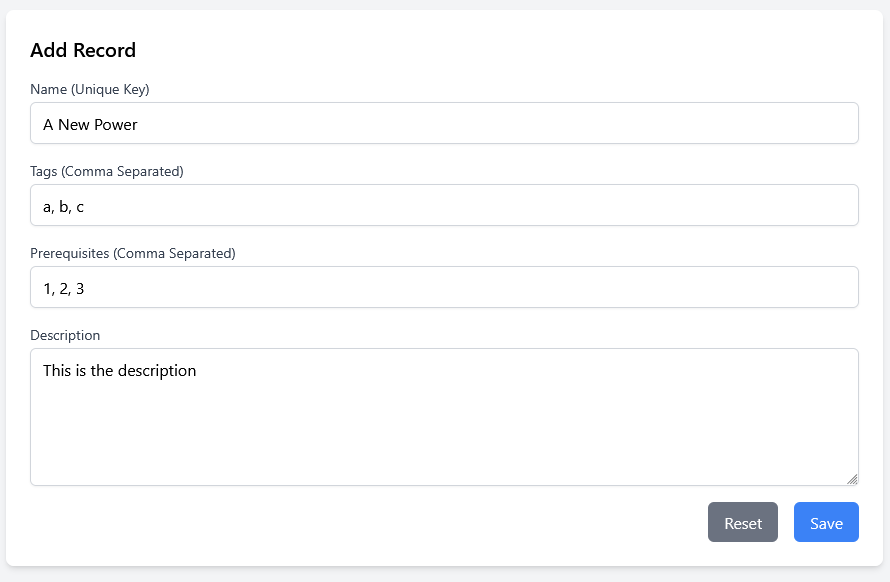 Add Record
Name (Unique Key)
A New Power
Tags (Comma Separated)
a, b, c
Prerequisites (Comma Separated)
1, 2, 3
Description
This is the description
Reset Save